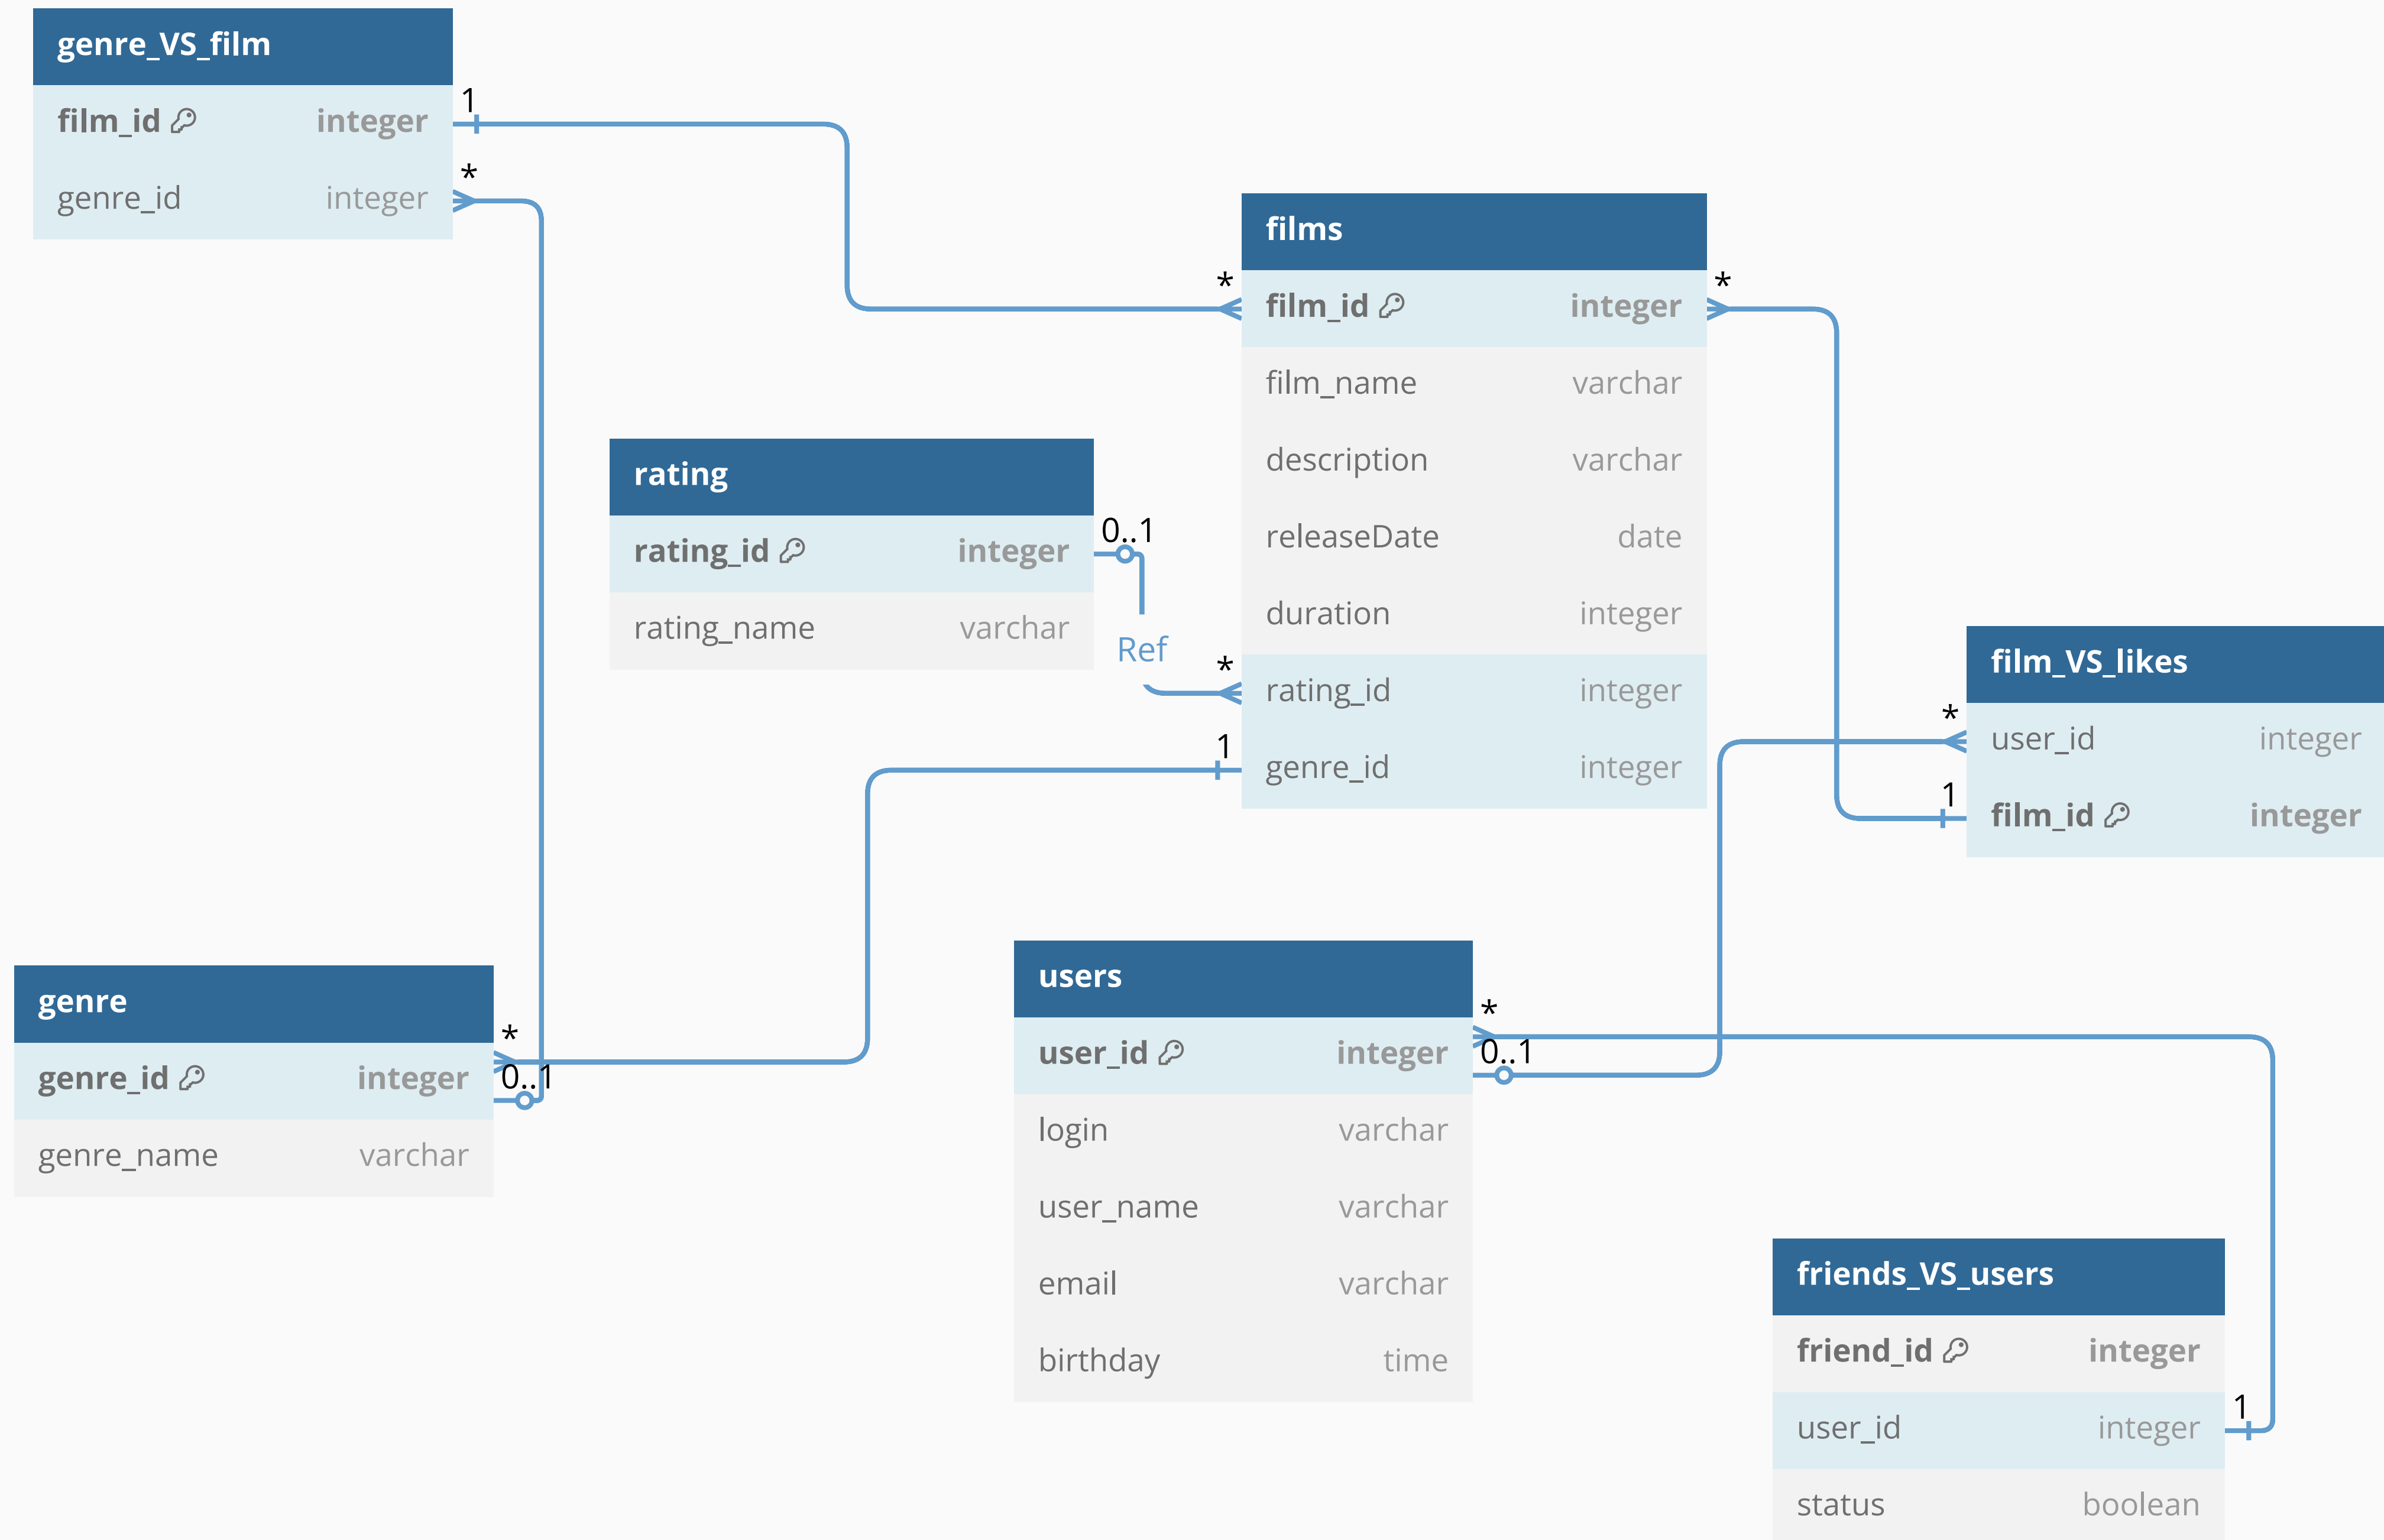 genre_VS_film
film_id integer
genre_id integer
1
*
films
film_id integer
film_name varchar
description varchar
releaseDate date
duration integer
rating_id integer
genre_id integer
*
*
*
1
rating
rating_id integer
rating_name varchar
0..1
Ref
film_VS_likes
user_id integer
film_id integer
*
1
genre
genre_id integer
genre_name varchar
*
0..1
users
user_id integer
login varchar
user_name varchar
email varchar
birthday time
*
0..1
friends_VS_users
friend_id integer
user_id integer
status boolean
1